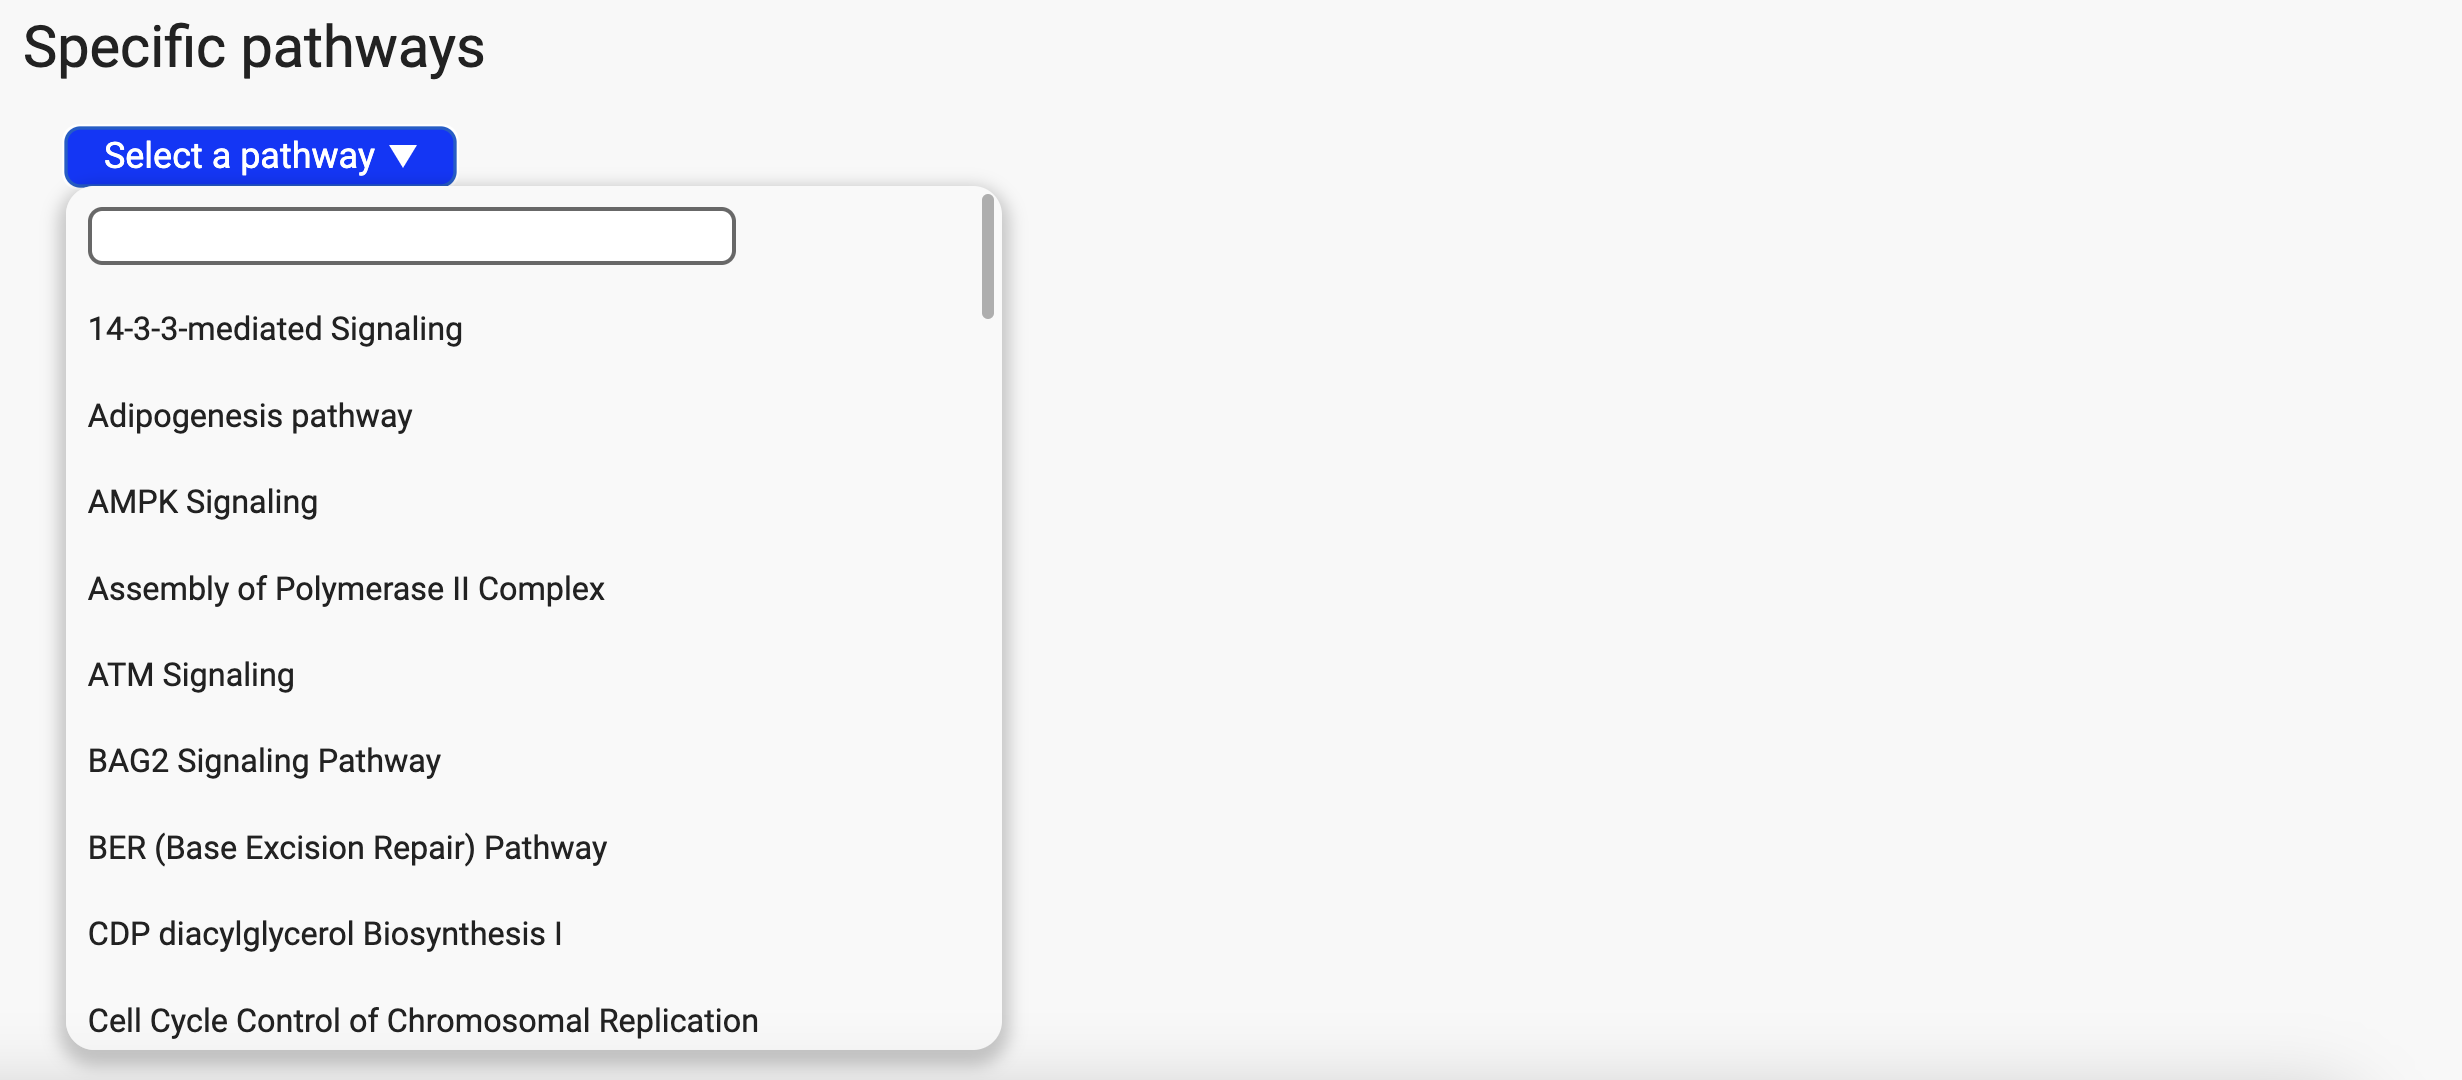 Specific pathways
Select a pathway ▼
14-3-3-mediated Signaling
Adipogenesis pathway
AMPK Signaling
Assembly of Polymerase II Complex
ATM Signaling
BAG2 Signaling Pathway
BER (Base Excision Repair) Pathway
CDP diacylglycerol Biosynthesis I
Cell Cycle Control of Chromosomal Replication